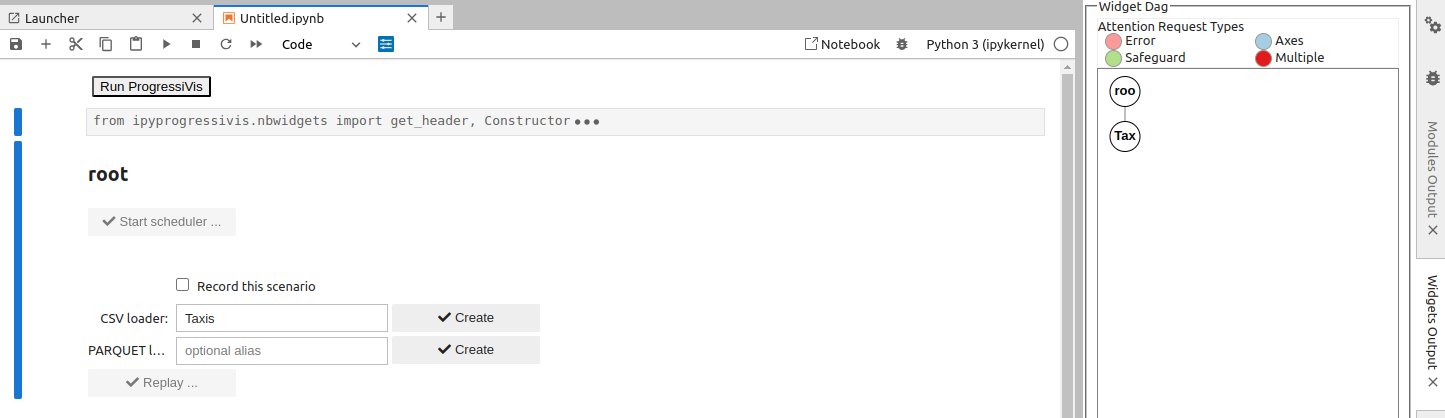 Launcher
Untitled.ipynb
Code
Notebook
Python 3 (ipykernel)
Run ProgressiVis
from ipyprogressivis.nbwidgets import get_header, Constructor •••
root
Start scheduler ...
Record this scenario
CSV loader: Taxis Create
PARQUET l... optional alias Create
Replay ...
Widget Dag
Attention Request Types
Error Axes
Safeguard Multiple
roo
Tax
Modules Output
Widgets Output